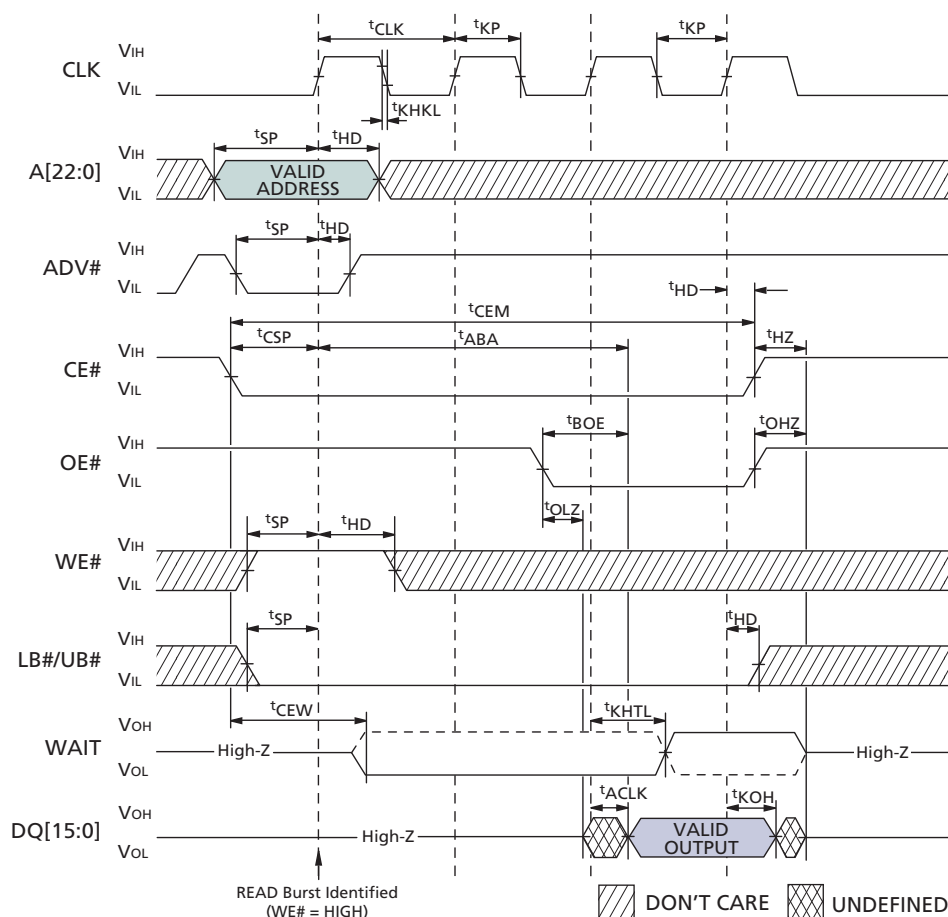 tCLK tKP tKP
VIH
CLK
VIL
tKHKL
tSP tHD
VIH
A[22:0]
VALID
ADDRESS
VIL
tSP tHD
VIH
ADV#
VIL
tHD
tCEM
tCSP tABA tHZ
VIH
CE#
VIL
tBOE tOHZ
VIH
OE#
VIL
tOLZ
tSP tHD
VIH
WE#
VIL
tSP tHD
VIH
LB#/UB#
VIL
tCEW tKHTL
VOH
WAIT High-Z High-Z
VOL
tACLK tKOH
VOH
DQ[15:0] High-Z
VALID
OUTPUT
VOL
READ Burst Identified
(WE# = HIGH)
DON'T CARE UNDEFINED